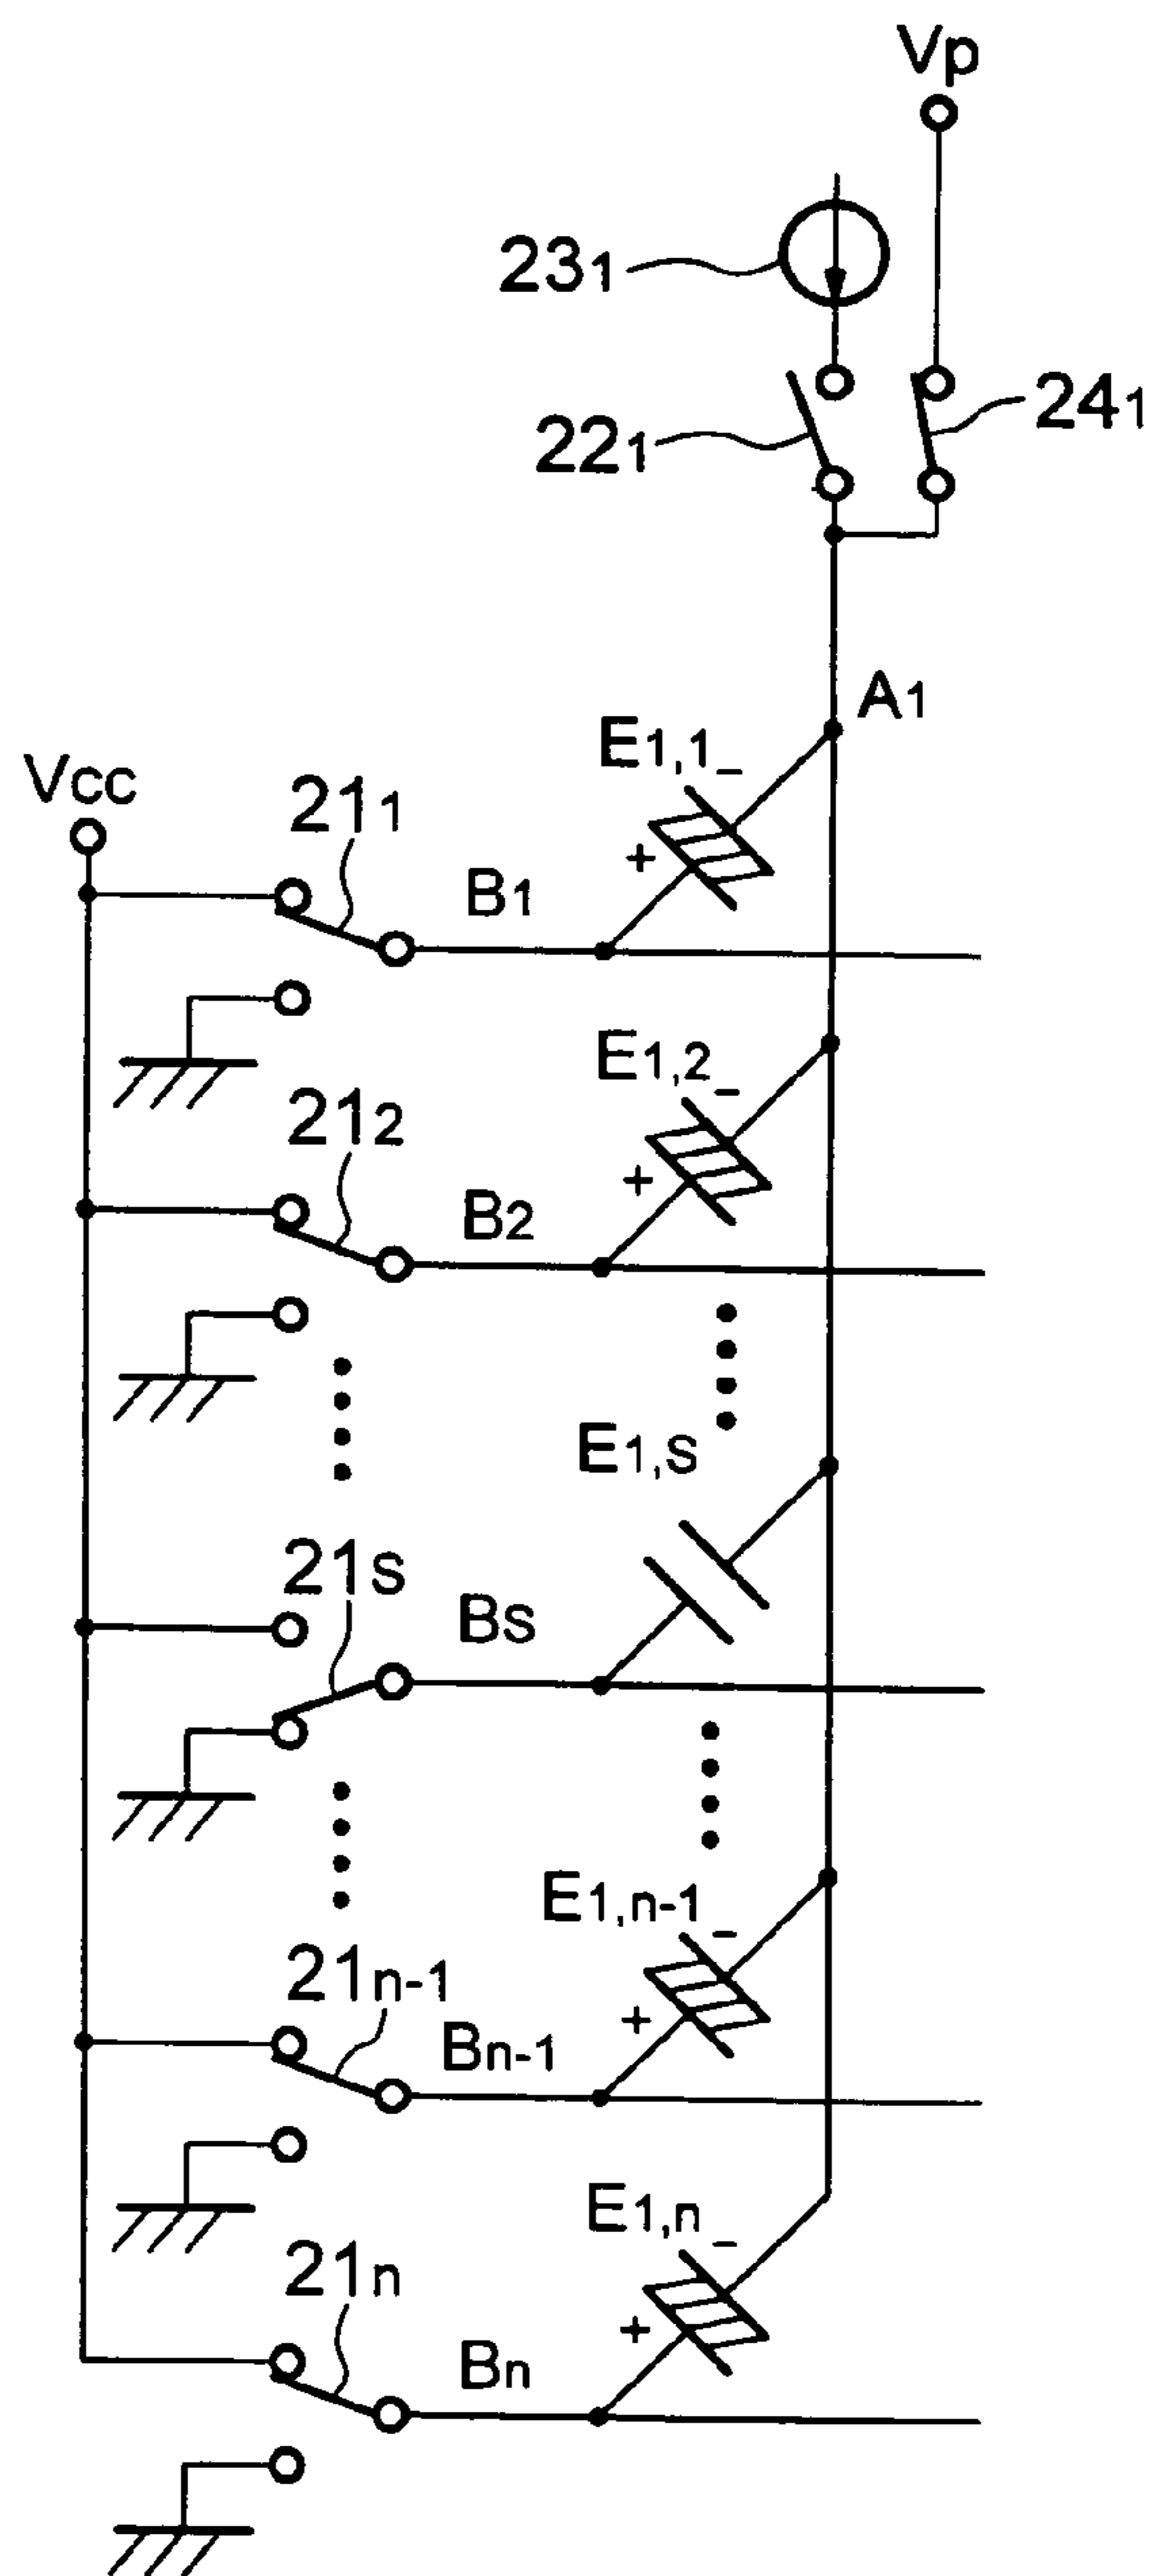 Vp
23₁
22₁
24₁
A₁
E₁,₁
−
Vcc
21₁
+
B₁
E₁,₂
−
21₂
+
B₂
E₁,S
21S
BS
E₁,n-1
−
21n-1
+
Bn-1
E₁,n
−
21n
+
Bn